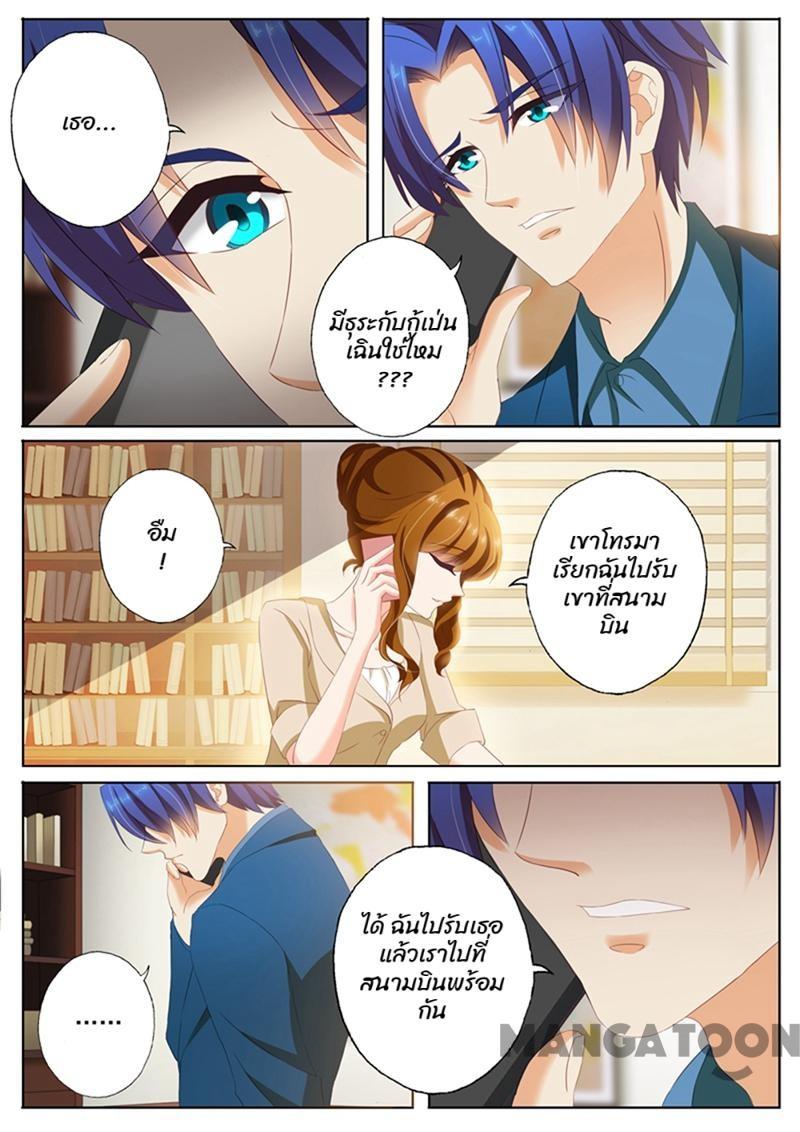 เธอ...
มีธุระกับกู้เป่น
เฉินใช่ไหม
???
อืม
!
เขาโทรมา
เรียกฉันไปรับ
เขาที่สนาม
บิน
......
ได้ ฉันไปรับเธอ
แล้วเราไปที่
สนามบินพร้อม
กัน
MANGATOON